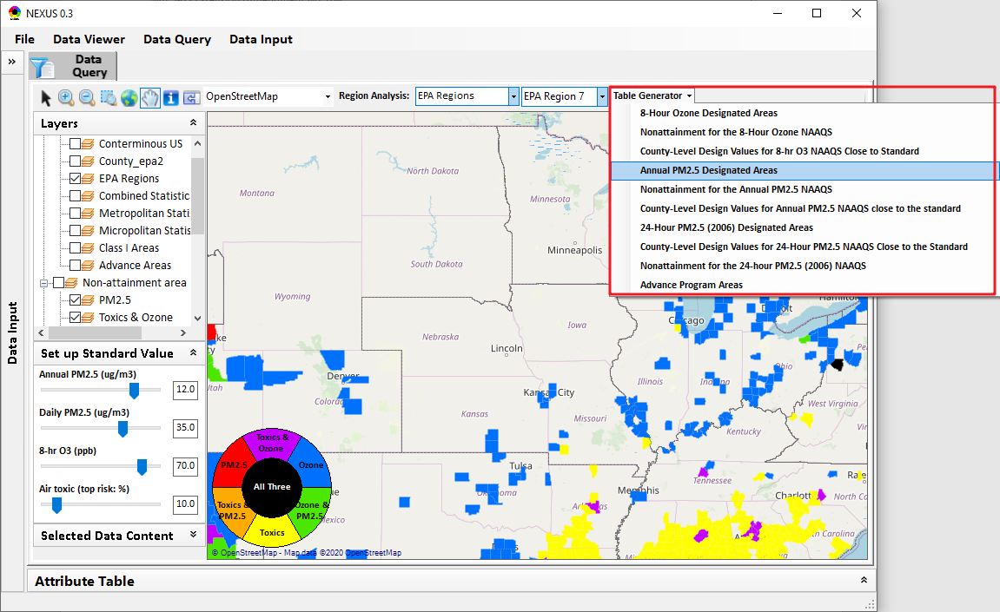 NEXUS 0.3
File Data Viewer Data Query Data Input
»
Data
Query
OpenStreetMap Region Analysis: EPA Regions EPA Region 7 Table Generator
8-Hour Ozone Designated Areas
Nonattainment for the 8-Hour Ozone NAAQS
County-Level Design Values for 8-hr O3 NAAQS Close to Standard
Annual PM2.5 Designated Areas
Nonattainment for the Annual PM2.5 NAAQS
County-Level Design Values for Annual PM2.5 NAAQS close to the standard
24-Hour PM2.5 (2006) Designated Areas
County-Level Design Values for 24-Hour PM2.5 NAAQS Close to the Standard
Nonattainment for the 24-hour PM2.5 (2006) NAAQS
Advance Program Areas
Data Input
Layers
Conterminous US
County_epa2
EPA Regions
Combined Statistic
Metropolitan Stati
Micropolitan Statis
Class I Areas
Advance Areas
Non-attainment area
PM2.5
Toxics & Ozone
Set up Standard Value
Annual PM2.5 (ug/m3)
12.0
Daily PM2.5 (ug/m3)
35.0
8-hr O3 (ppb)
70.0
Air toxic (top risk: %)
10.0
Selected Data Content
North Dakota
Montana
Minnesota
Minneapolis
South Dakota
Wyoming
Iowa
Nebraska
Lincoln
Chicago
Detroit
Hamilton
Ohio
Pe
ke
ry
Utah
Denver
Colorado
Kansas City
Kansas
Missouri
Illinois
Indiana
West Virginia
Kentucky
Tulsa
Oklahoma
Memphis
Tennessee
Charlott
North Ca
Arkansas
h Carolina
ue
Mexico
Dallas
Toxics &
Ozone
PM2.5
Ozone
All Three
Toxics &
PM2.5
Ozone &
PM2.5
Toxics
© OpenStreetMap - Map data ©2020 OpenStreetMap
Attribute Table